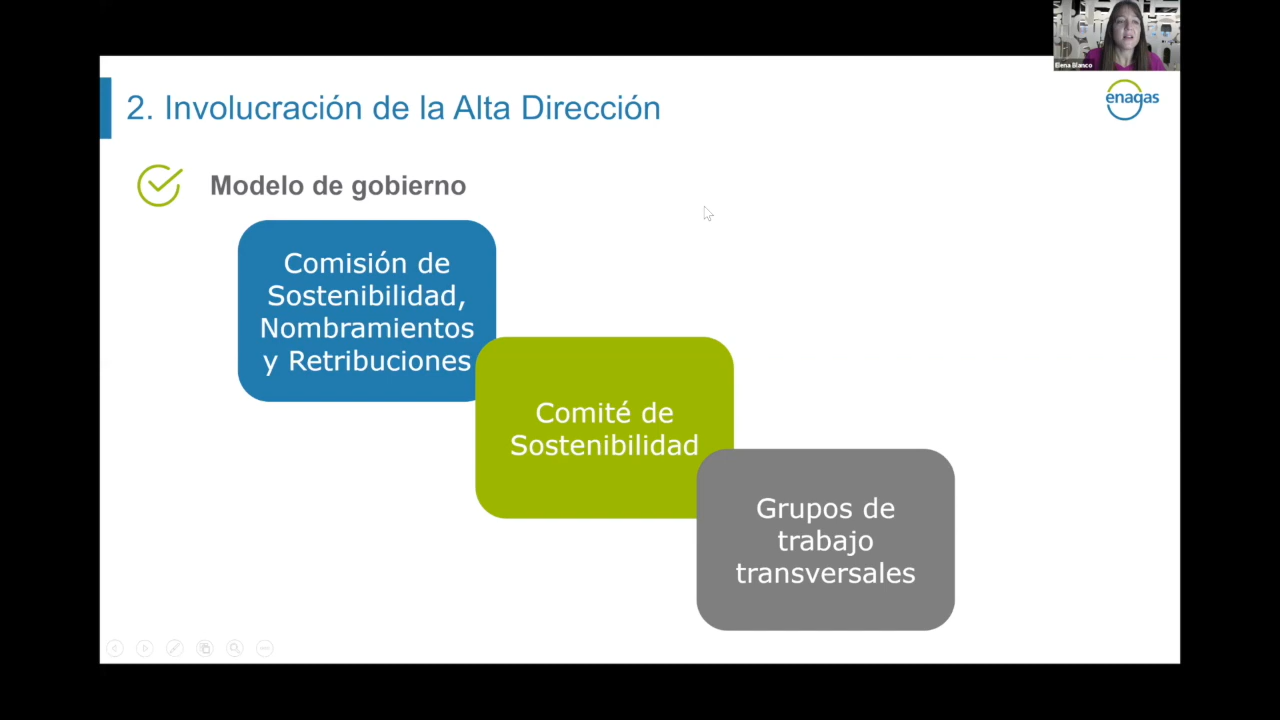 Elena Blanco
enagas
2. Involucración de la Alta Dirección
Modelo de gobierno
Comisión de
Sostenibilidad,
Nombramientos
y Retribuciones
Comité de
Sostenibilidad
Grupos de
trabajo
transversales